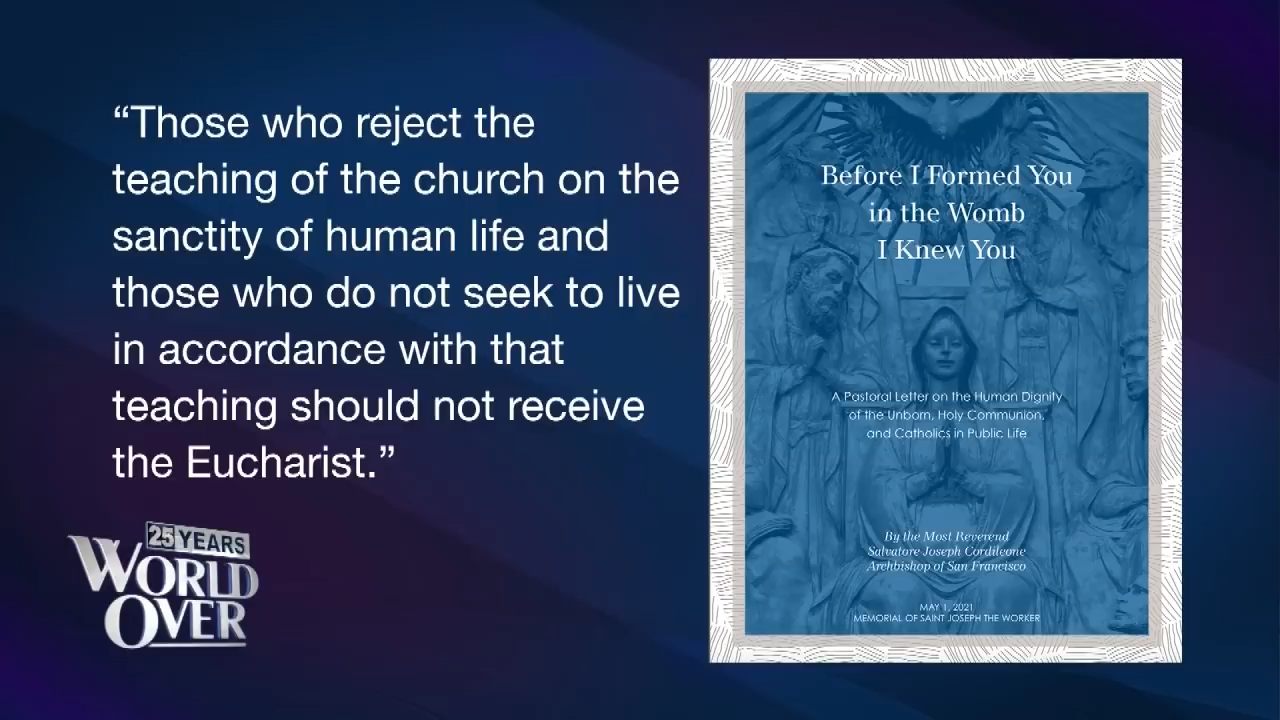 “Those who reject the
teaching of the church on the
sanctity of human life and
those who do not seek to live
in accordance with that
teaching should not receive
the Eucharist.”
25 YEARS
WORLD
OVER
Before I Formed You
in the Womb
I Knew You
A Pastoral Letter on the Human Dignity
of the Unborn, Holy Communion,
and Catholics in Public Life
By the Most Reverend
Salvatore Joseph Cordileone
Archbishop of San Francisco
MAY 1, 2021
MEMORIAL OF SAINT JOSEPH THE WORKER